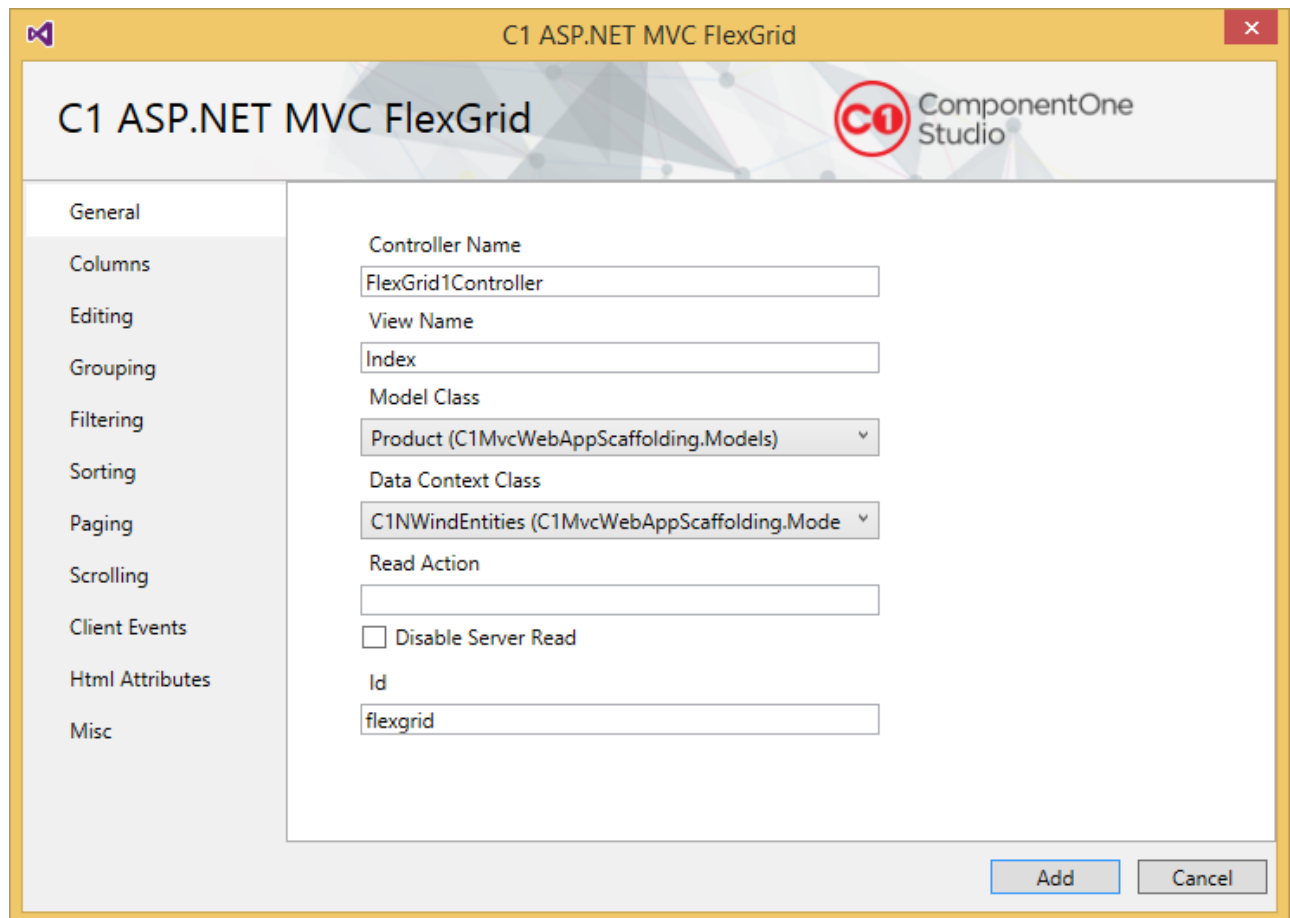 C1 ASP.NET MVC FlexGrid
C1 ASP.NET MVC FlexGrid
C1 ComponentOne
Studio
General
Columns
Editing
Grouping
Filtering
Sorting
Paging
Scrolling
Client Events
Html Attributes
Misc
Controller Name
FlexGrid1Controller
View Name
Index
Model Class
Product (C1MvcWebAppScaffolding.Models)
Data Context Class
C1NWindEntities (C1MvcWebAppScaffolding.Mode
Read Action
Disable Server Read
Id
flexgrid
Add
Cancel